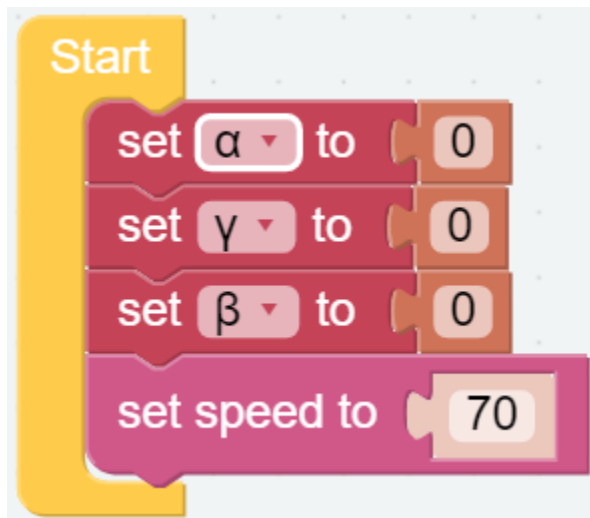 Start
set α to 0
set γ to 0
set β to 0
set speed to 70